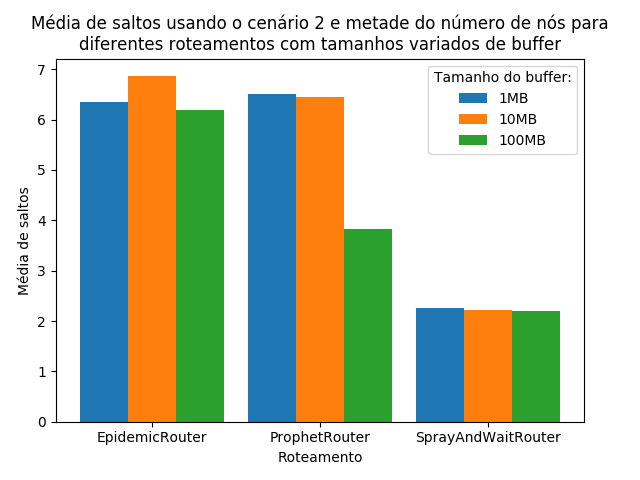 Média de saltos usando o cenário 2 e metade do número de nós para
diferentes roteamentos com tamanhos variados de buffer
Tamanho do buffer:
1MB
10MB
100MB
Média de saltos
7
6
5
4
3
2
1
0
EpidemicRouter
ProphetRouter
SprayAndWaitRouter
Roteamento